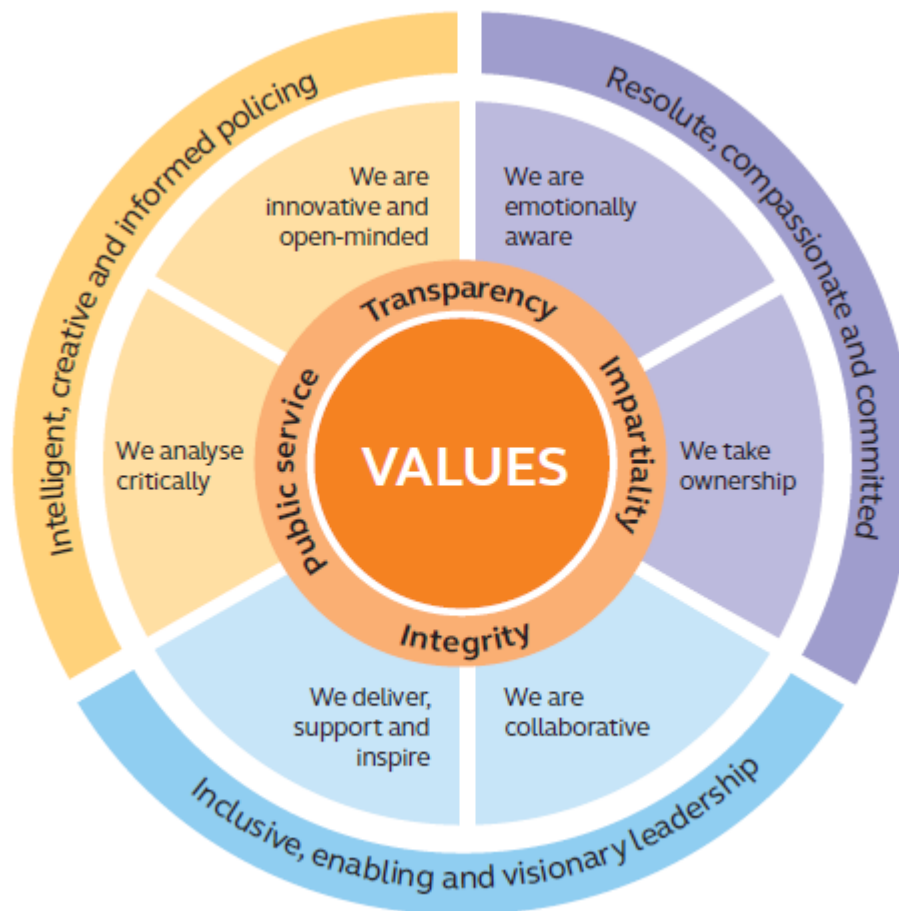 Intelligent, creative and informed policing
Resolute, compassionate and committed
We are
innovative and
open-minded
We are
emotionally
aware
Transparency
Public service
Impartiality
We analyse
critically
VALUES
We take
ownership
Integrity
We deliver,
support and
inspire
We are
collaborative
Inclusive, enabling and visionary leadership